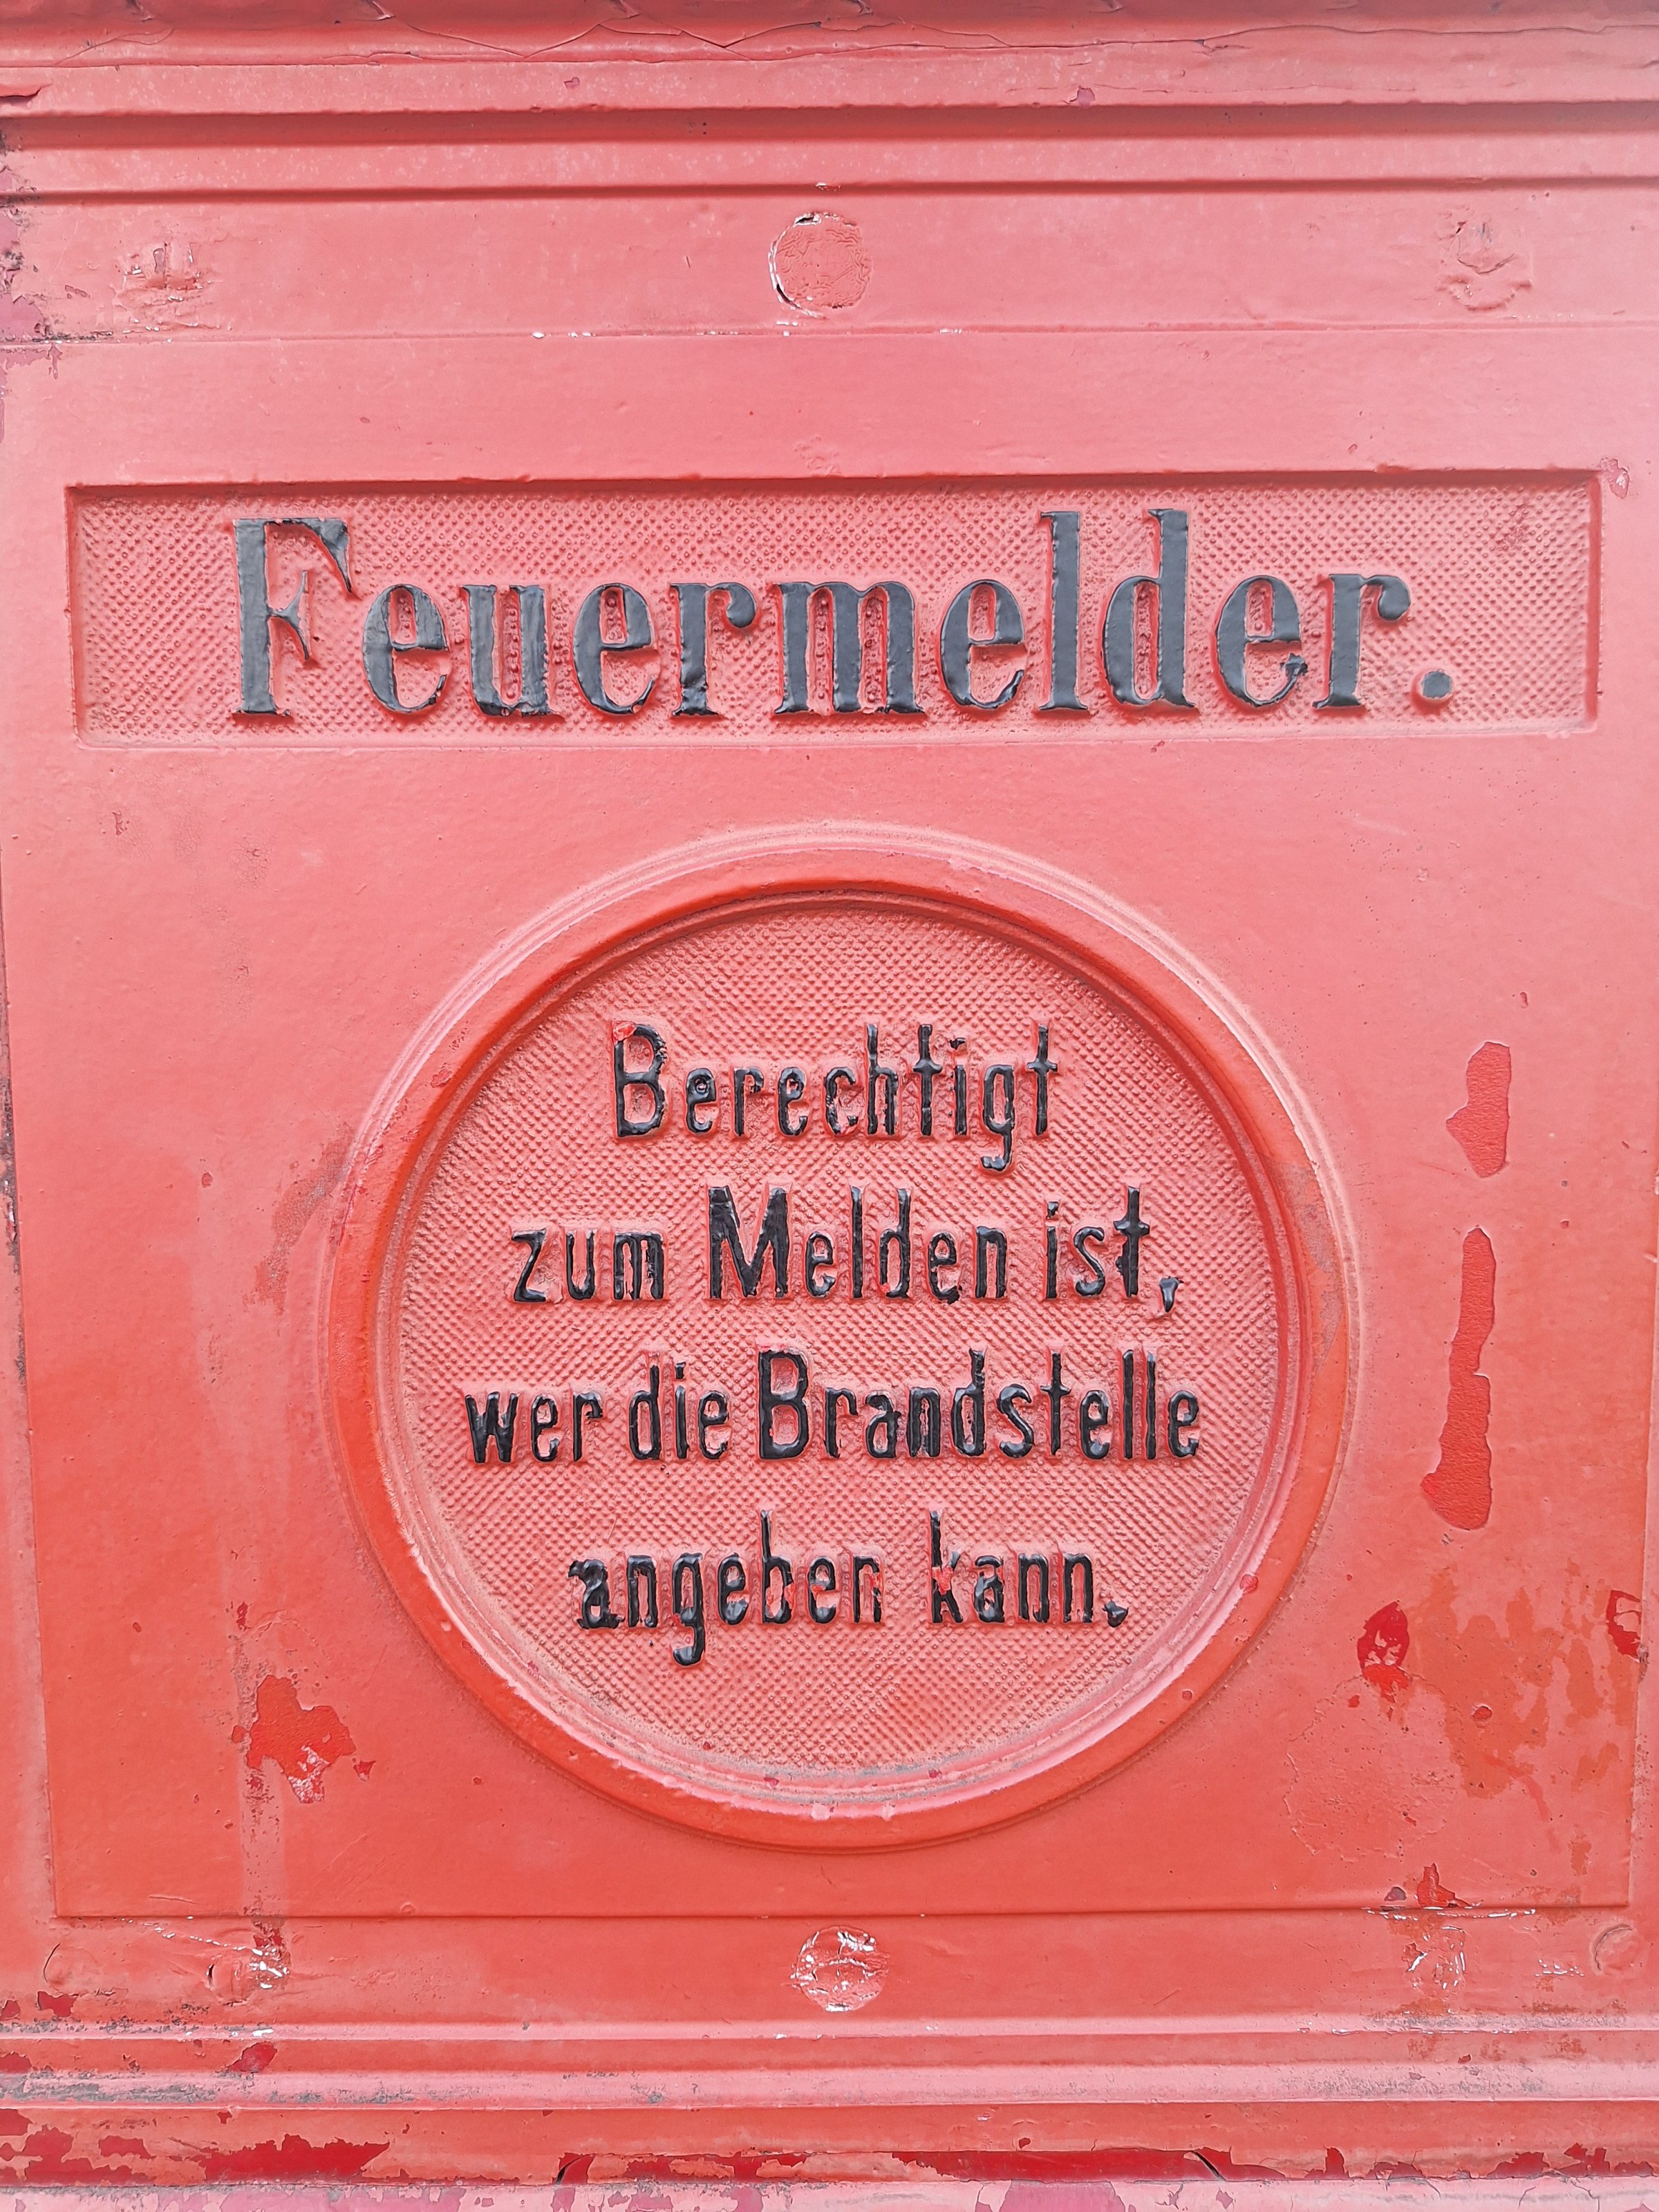 Feuermelder.
Berechtigt
zum Melden ist,
wer die Brandstelle
angeben kann.